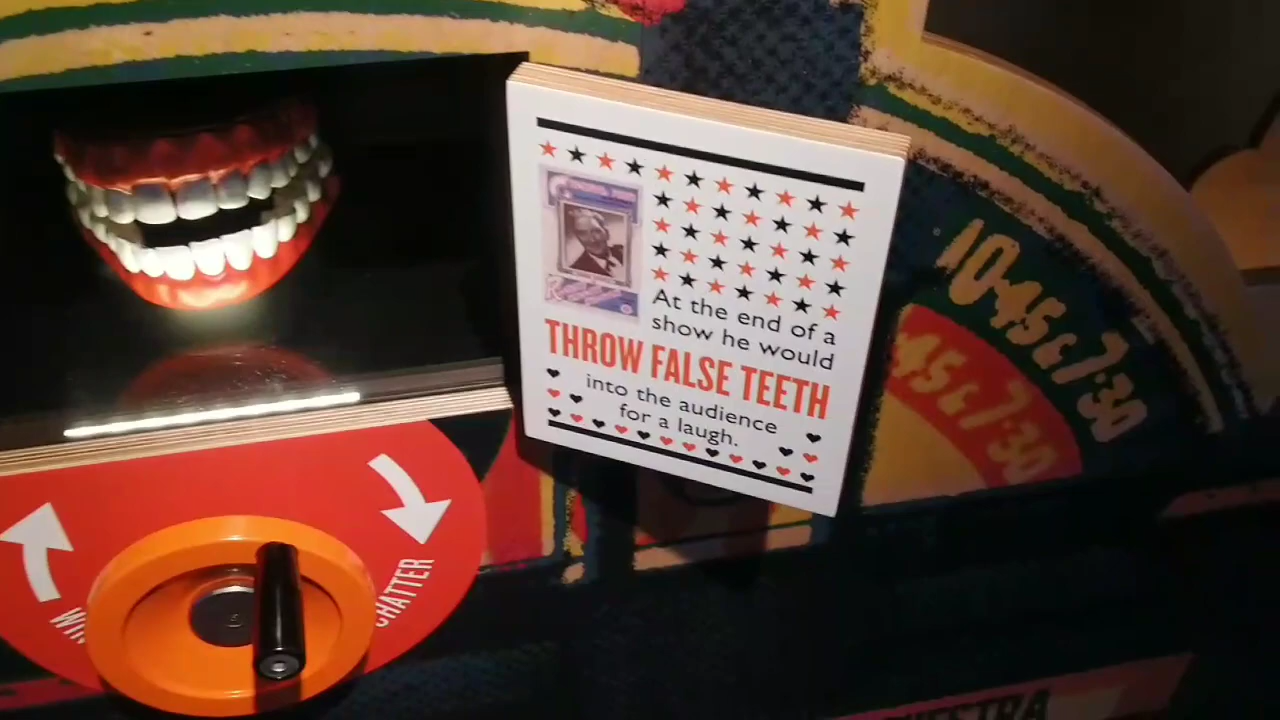 At the end of a
show he would
THROW FALSE TEETH
into the audience
for a laugh.
10·45 & 7·30
45 & 7·30
CHATTER